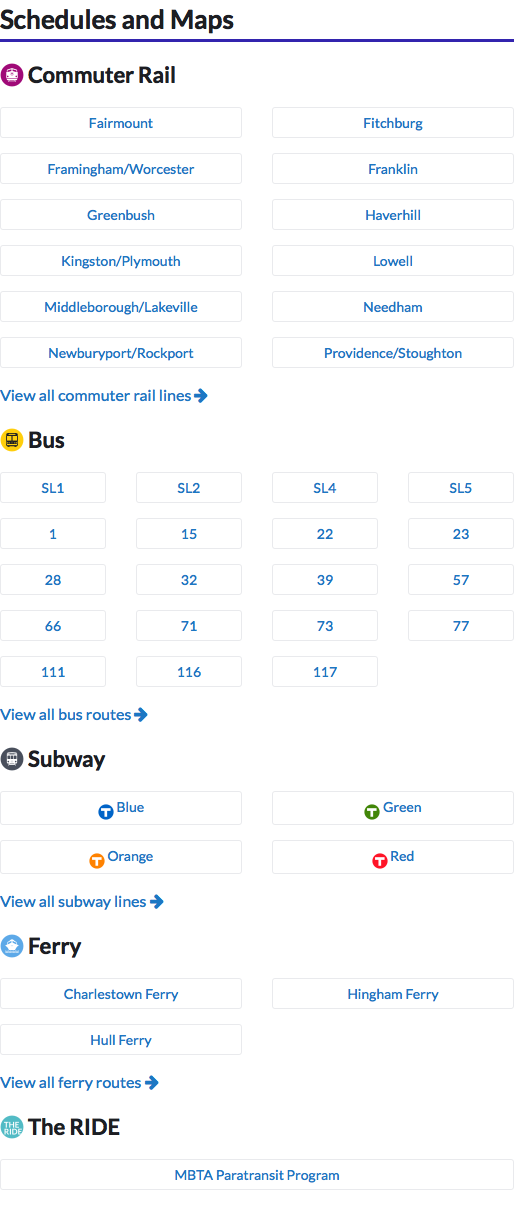 Schedules and Maps
Commuter Rail
Fairmount Fitchburg
Framingham/Worcester Franklin
Greenbush Haverhill
Kingston/Plymouth Lowell
Middleborough/Lakeville Needham
Newburyport/Rockport Providence/Stoughton
View all commuter rail lines
Bus
SL1 SL2 SL4 SL5
1 15 22 23
28 32 39 57
66 71 73 77
111 116 117
View all bus routes
Subway
T Blue T Green
T Orange T Red
View all subway lines
Ferry
Charlestown Ferry Hingham Ferry
Hull Ferry
View all ferry routes
THE
RIDE
The RIDE
MBTA Paratransit Program